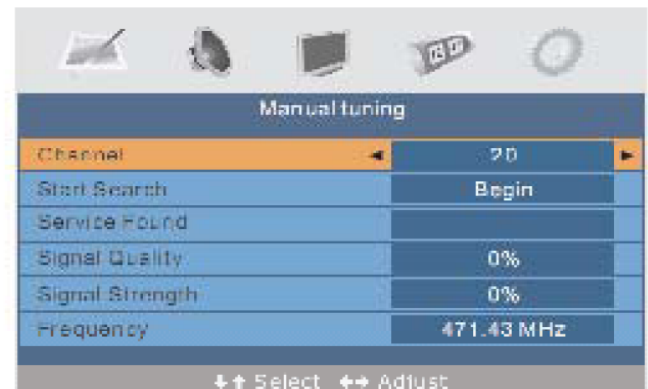 Manual tuning
Channel 20
Start Search Begin
Service Found
Signal Quality 0%
Signal Strength 0%
Frequency 471.43 MHz
Select Adjust